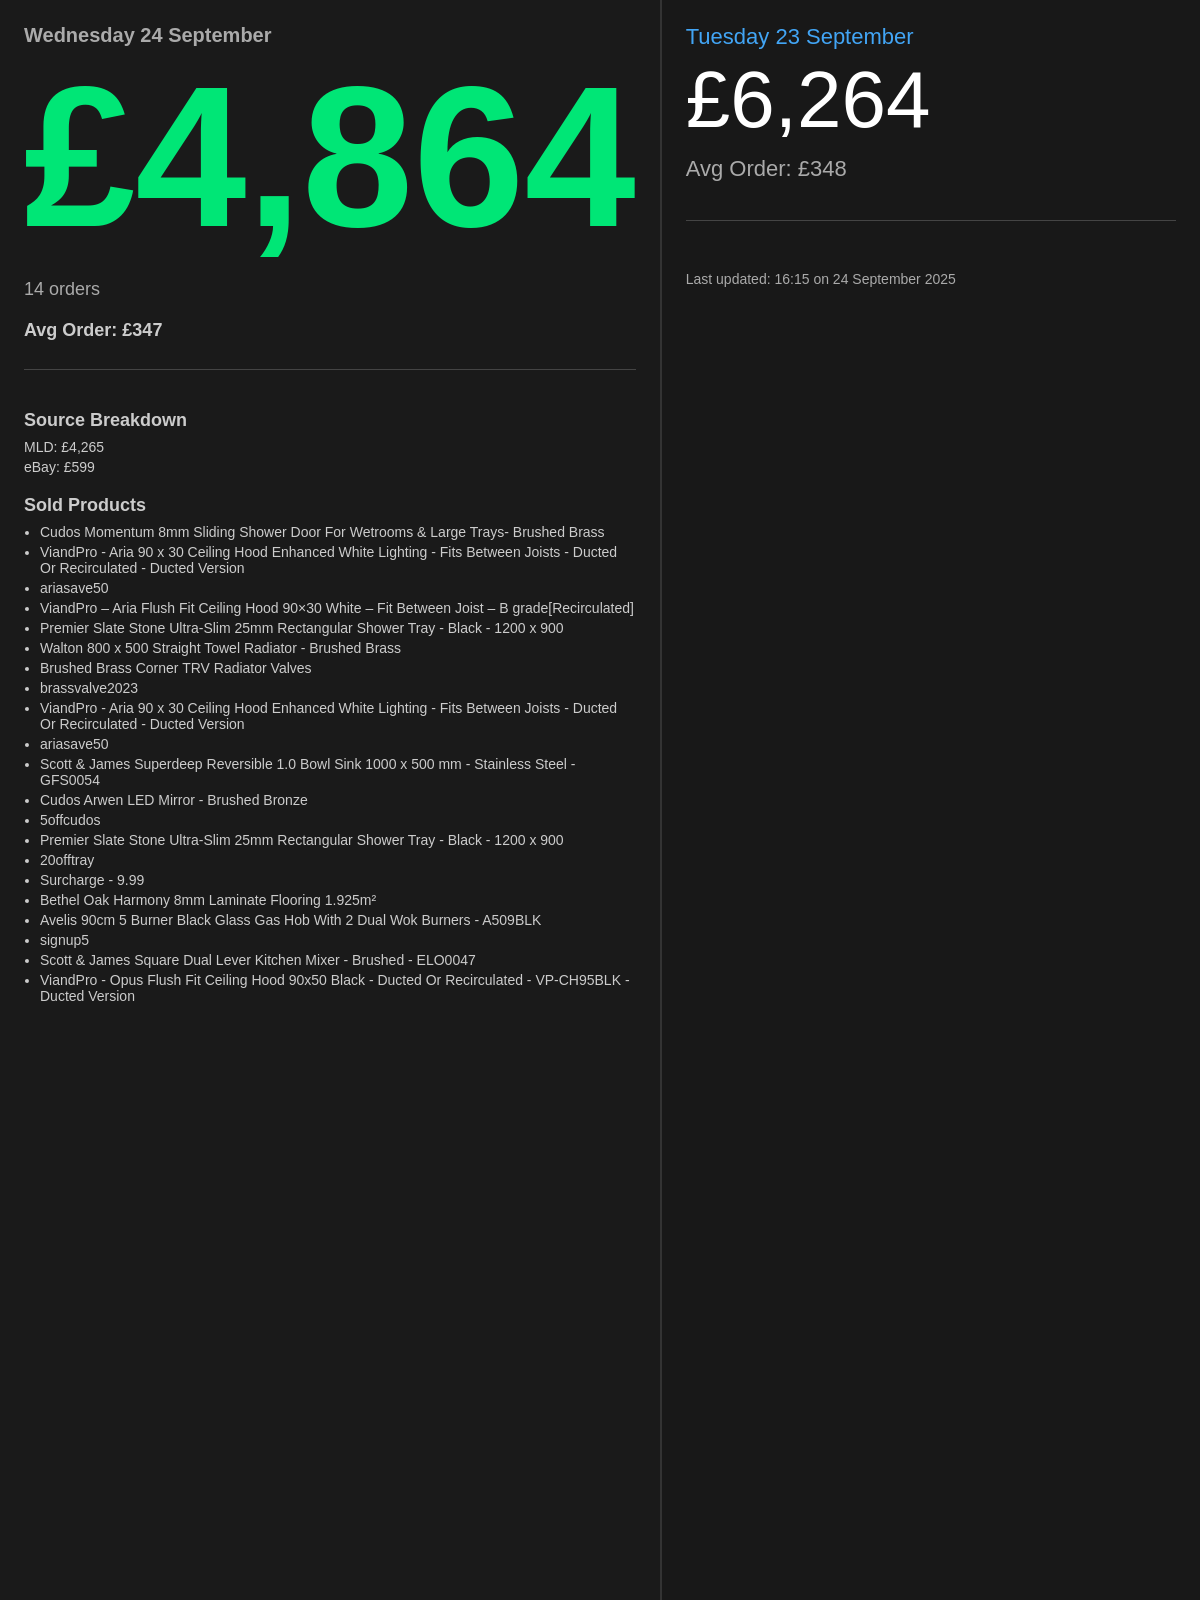 Wednesday 24 September
£4,864
14 orders
Avg Order: £347
Source Breakdown
MLD: £4,265
eBay: £599
Sold Products
• Cudos Momentum 8mm Sliding Shower Door For Wetrooms & Large Trays- Brushed Brass
• ViandPro - Aria 90 x 30 Ceiling Hood Enhanced White Lighting - Fits Between Joists - Ducted
Or Recirculated - Ducted Version
• ariasave50
• ViandPro – Aria Flush Fit Ceiling Hood 90×30 White – Fit Between Joist – B grade[Recirculated]
• Premier Slate Stone Ultra-Slim 25mm Rectangular Shower Tray - Black - 1200 x 900
• Walton 800 x 500 Straight Towel Radiator - Brushed Brass
• Brushed Brass Corner TRV Radiator Valves
• brassvalve2023
• ViandPro - Aria 90 x 30 Ceiling Hood Enhanced White Lighting - Fits Between Joists - Ducted
Or Recirculated - Ducted Version
• ariasave50
• Scott & James Superdeep Reversible 1.0 Bowl Sink 1000 x 500 mm - Stainless Steel -
GFS0054
• Cudos Arwen LED Mirror - Brushed Bronze
• 5offcudos
• Premier Slate Stone Ultra-Slim 25mm Rectangular Shower Tray - Black - 1200 x 900
• 20offtray
• Surcharge - 9.99
• Bethel Oak Harmony 8mm Laminate Flooring 1.925m²
• Avelis 90cm 5 Burner Black Glass Gas Hob With 2 Dual Wok Burners - A509BLK
• signup5
• Scott & James Square Dual Lever Kitchen Mixer - Brushed - ELO0047
• ViandPro - Opus Flush Fit Ceiling Hood 90x50 Black - Ducted Or Recirculated - VP-CH95BLK -
Ducted Version
Tuesday 23 September
£6,264
Avg Order: £348
Last updated: 16:15 on 24 September 2025